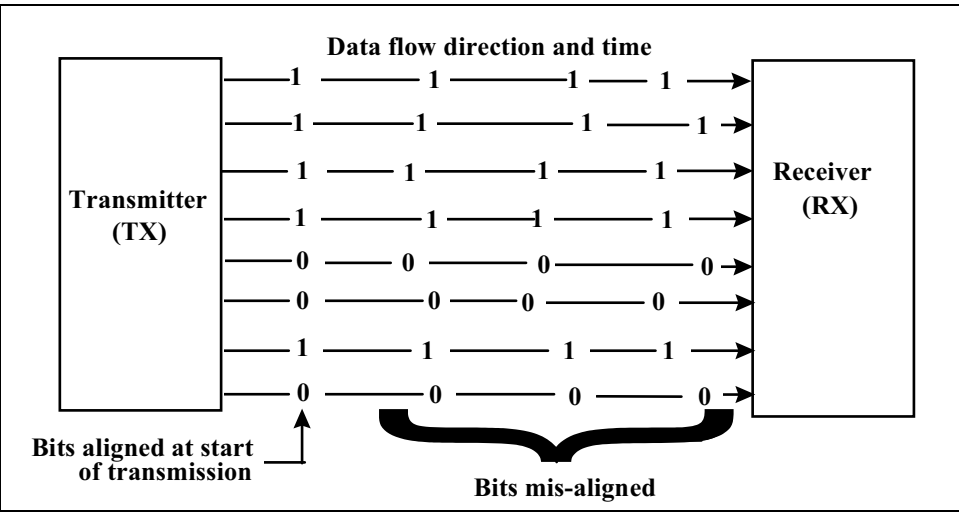 Data flow direction and time
1 1 1 1
1 1 1 1
1 1 1 1
1 1 1 1
0 0 0 0
0 0 0 0
1 1 1 1
0 0 0 0
Transmitter
(TX)
Receiver
(RX)
Bits aligned at start
of transmission
Bits mis-aligned